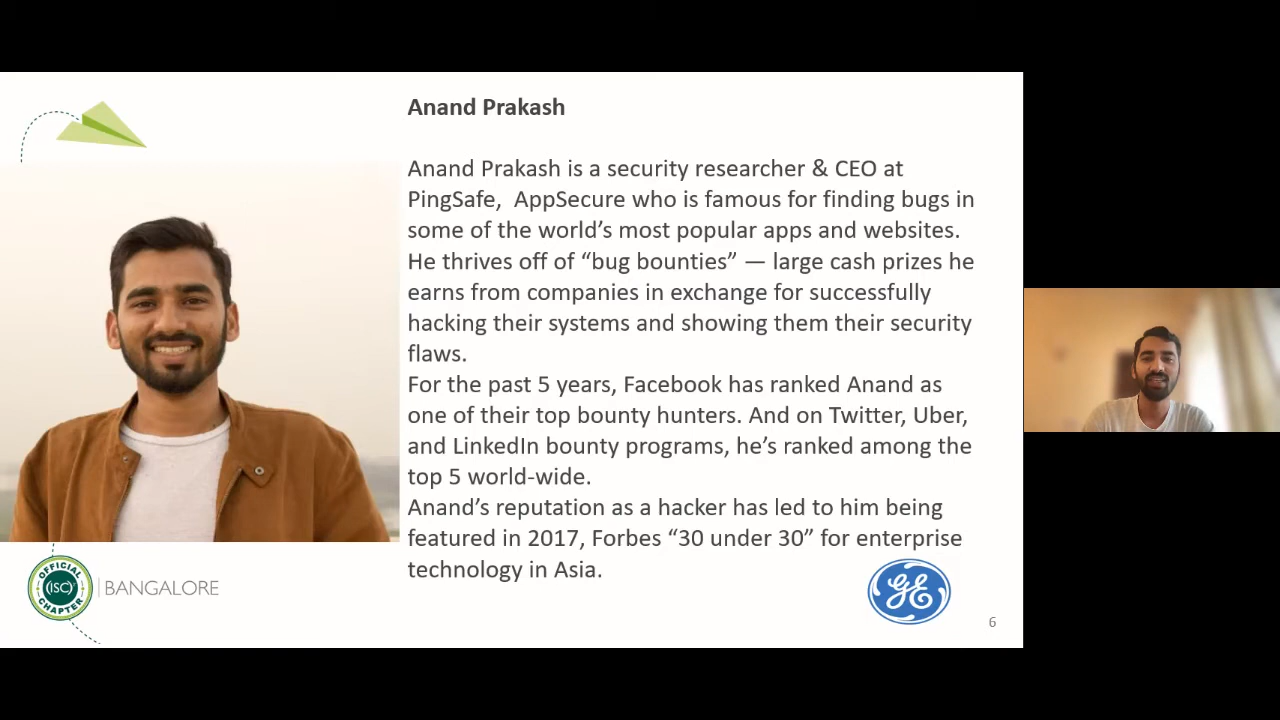 Anand Prakash
Anand Prakash is a security researcher & CEO at
PingSafe,  AppSecure who is famous for finding bugs in
some of the world’s most popular apps and websites.
He thrives off of “bug bounties” — large cash prizes he
earns from companies in exchange for successfully
hacking their systems and showing them their security
flaws.
For the past 5 years, Facebook has ranked Anand as
one of their top bounty hunters. And on Twitter, Uber,
and LinkedIn bounty programs, he’s ranked among the
top 5 world-wide.
Anand’s reputation as a hacker has led to him being
featured in 2017, Forbes “30 under 30” for enterprise
technology in Asia.
OFFICIAL
(ISC)²
CHAPTER
BANGALORE
GE
6